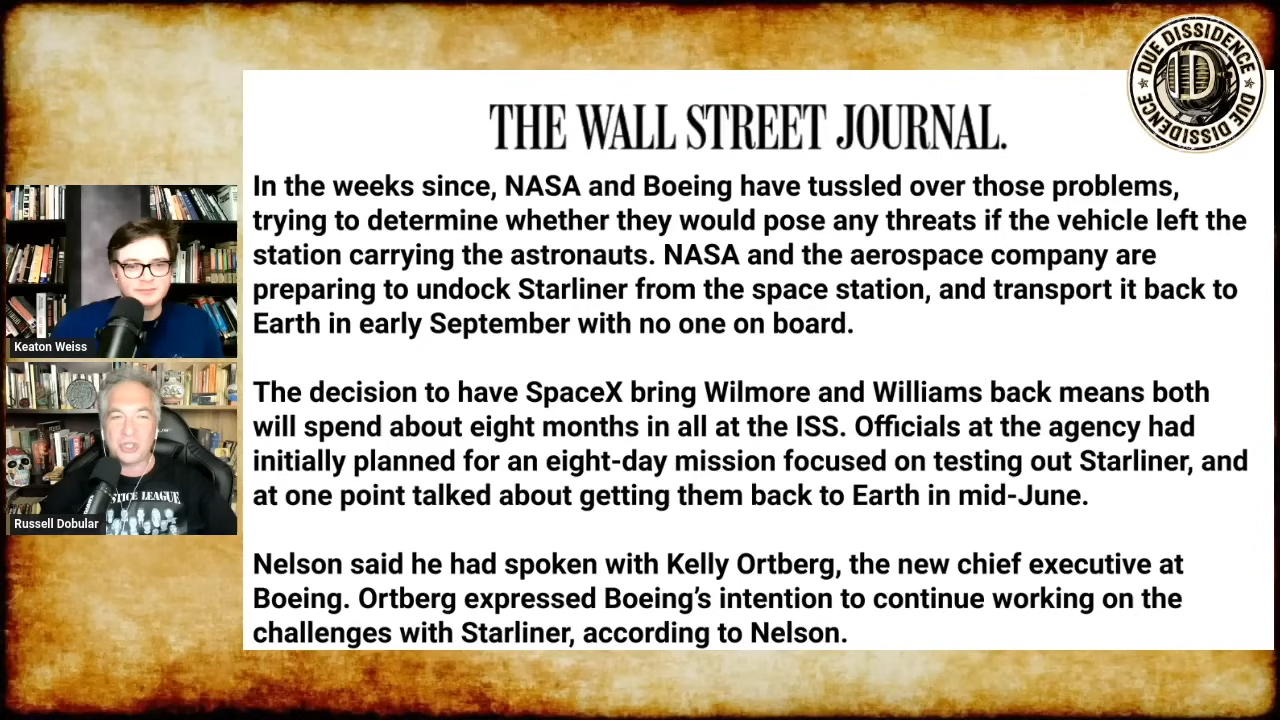 DUE DISSIDENCE
DUE DISSIDENCE
THE WALL STREET JOURNAL.
In the weeks since, NASA and Boeing have tussled over those problems,
trying to determine whether they would pose any threats if the vehicle left the
station carrying the astronauts. NASA and the aerospace company are
preparing to undock Starliner from the space station, and transport it back to
Earth in early September with no one on board.
The decision to have SpaceX bring Wilmore and Williams back means both
will spend about eight months in all at the ISS. Officials at the agency had
initially planned for an eight-day mission focused on testing out Starliner, and
at one point talked about getting them back to Earth in mid-June.
Nelson said he had spoken with Kelly Ortberg, the new chief executive at
Boeing. Ortberg expressed Boeing’s intention to continue working on the
challenges with Starliner, according to Nelson.
Keaton Weiss
STICE LEAGUE
Russell Dobular